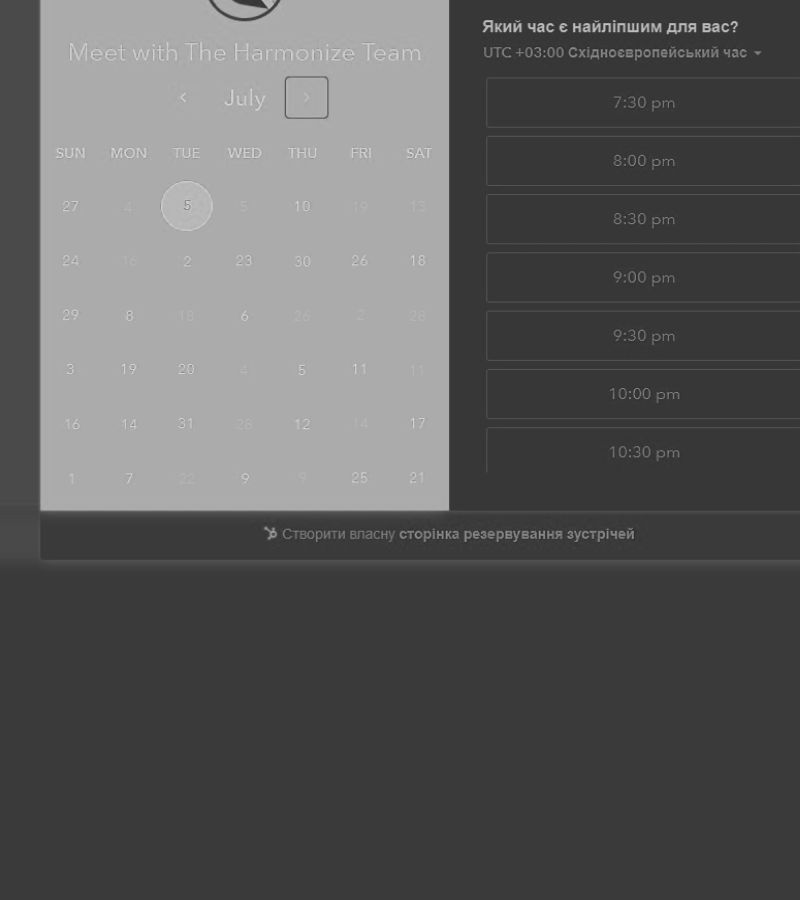 Meet with The Harmonize Team
July
SUN MON TUE WED THU FRI SAT
27 4 5 5 10 19 13
24 16 2 23 30 26 18
29 8 18 6 26 2 28
3 19 20 4 5 11 11
16 14 31 28 12 14 17
1 7 22 9 9 25 21
Який час є найліпшим для вас?
UTC +03:00 Східноєвропейський час
7:30 pm
8:00 pm
8:30 pm
9:00 pm
9:30 pm
10:00 pm
10:30 pm
Створити власну сторінка резервування зустрічей